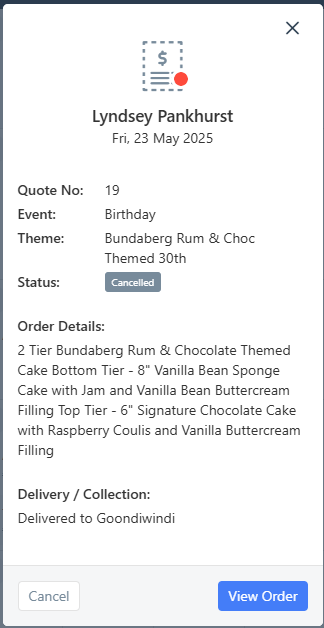 $
Lyndsey Pankhurst
Fri, 23 May 2025
Quote No: 19
Event: Birthday
Theme: Bundaberg Rum & Choc
Themed 30th
Status: Cancelled
Order Details:
2 Tier Bundaberg Rum & Chocolate Themed
Cake Bottom Tier - 8" Vanilla Bean Sponge
Cake with Jam and Vanilla Bean Buttercream
Filling Top Tier - 6" Signature Chocolate Cake
with Raspberry Coulis and Vanilla Buttercream
Filling
Delivery / Collection:
Delivered to Goondiwindi
Cancel View Order